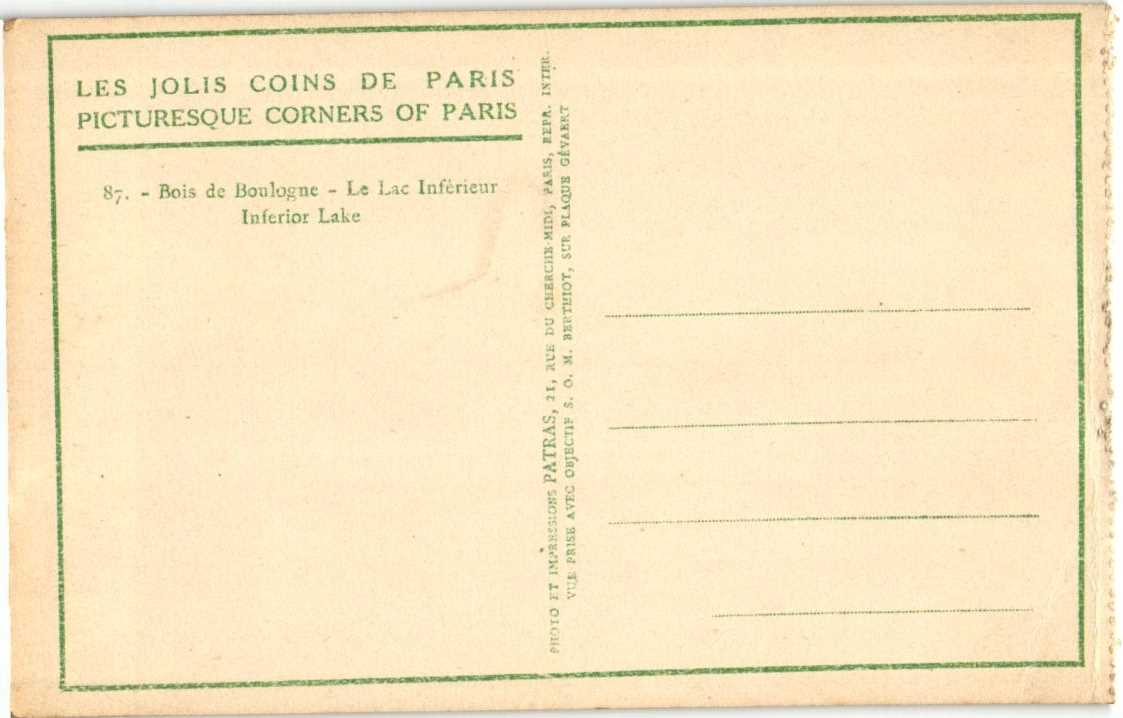 LES JOLIS COINS DE PARIS
PICTURESQUE CORNERS OF PARIS
87. - Bois de Boulogne - Le Lac Inférieur
Inferior Lake
PHOTO ET IMPRESSIONS PATRAS, 21, RUE DU CHERCHE-MIDI, PARIS, REPR. INTER.
VUE PRISE AVEC OBJECTIF S. O. M. BERTHIOT, SUR PLAQUE GÉVAERT